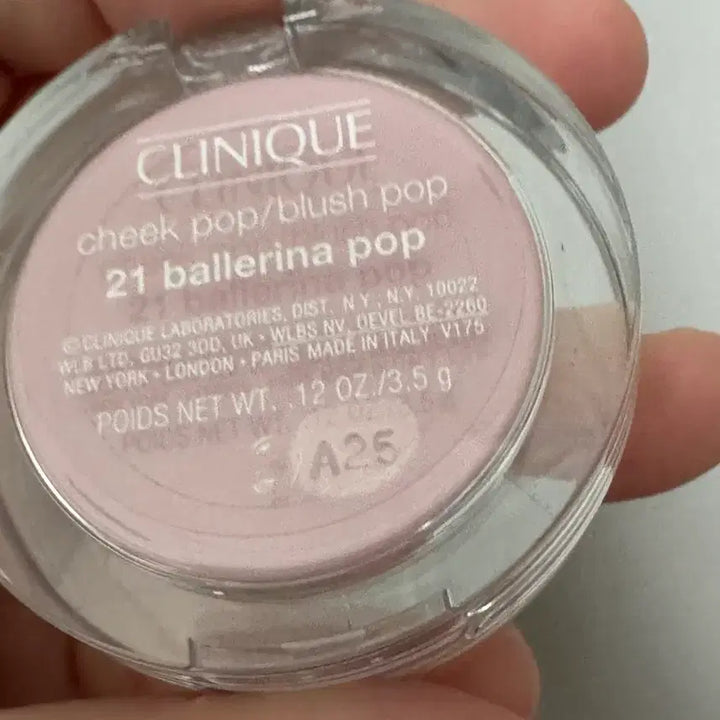 CLINIQUE
cheek pop/blush pop
21 ballerina pop
© CLINIQUE LABORATORIES, DIST. N.Y., N.Y. 10022
WLB LTD, GU32 3DD, UK • WLBS NV, OEVEL BE-2260
NEW YORK • LONDON • PARIS MADE IN ITALY V175
POIDS NET WT. .12 OZ./3.5 g
A25